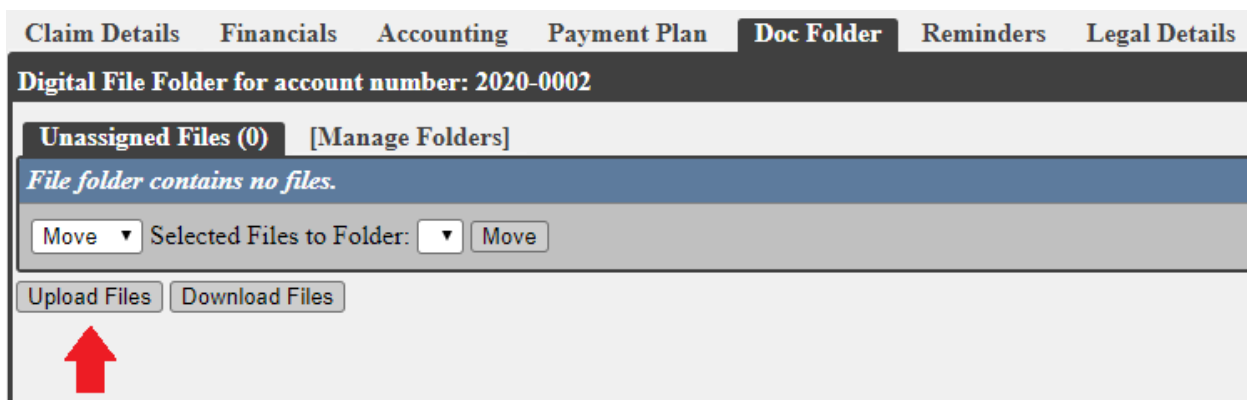 Claim Details Financials Accounting Payment Plan Doc Folder Reminders Legal Details
Digital File Folder for account number: 2020-0002
Unassigned Files (0) [Manage Folders]
File folder contains no files.
Move Selected Files to Folder: Move
Upload Files Download Files